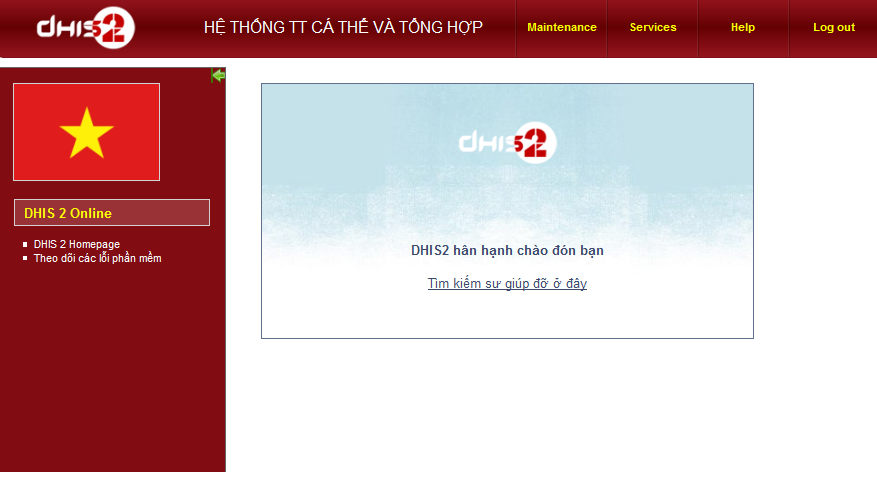 dhis2
HỆ THỐNG TT CÁ THỂ VÀ TỔNG HỢP
Maintenance
Services
Help
Log out
DHIS 2 Online
DHIS 2 Homepage
Theo dõi các lỗi phần mềm
dhis2
DHIS2 hân hạnh chào đón bạn
Tìm kiếm sư giúp đỡ ở đây